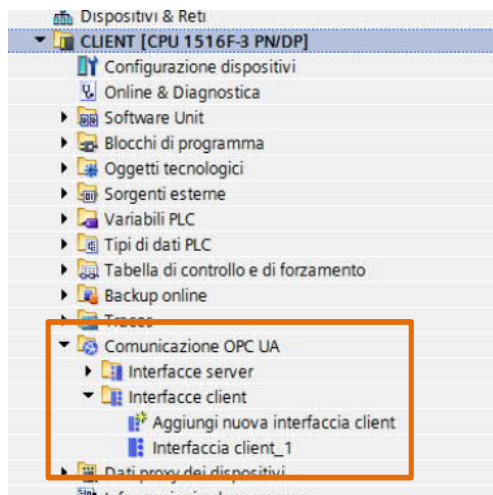 Dispositivi & Reti
CLIENT [CPU 1516F-3 PN/DP]
Configurazione dispositivi
Online & Diagnostica
Software Unit
Blocchi di programma
Oggetti tecnologici
Sorgenti esterne
Variabili PLC
Tipi di dati PLC
Tabella di controllo e di forzamento
Backup online
Traces
Comunicazione OPC UA
Interfacce server
Interfacce client
Aggiungi nuova interfaccia client
Interfaccia client_1
Dati proxy dei dispositivi